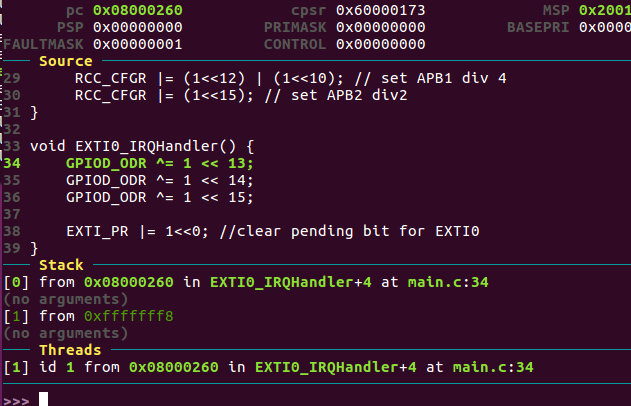 pc 0x08000260 cpsr 0x60000173 MSP 0x2001
PSP 0x00000000 PRIMASK 0x00000000 BASEPRI 0x0000
FAULTMASK 0x00000001 CONTROL 0x00000000
Source
29 RCC_CFGR |= (1<<12) | (1<<10); // set APB1 div 4
30 RCC_CFGR |= (1<<15); // set APB2 div2
31 }
32
33 void EXTI0_IRQHandler() {
34 GPIOD_ODR ^= 1 << 13;
35 GPIOD_ODR ^= 1 << 14;
36 GPIOD_ODR ^= 1 << 15;
37
38 EXTI_PR |= 1<<0; //clear pending bit for EXTI0
39 }
Stack
[0] from 0x08000260 in EXTI0_IRQHandler+4 at main.c:34
(no arguments)
[1] from 0xfffffff8
(no arguments)
Threads
[1] id 1 from 0x08000260 in EXTI0_IRQHandler+4 at main.c:34
>>>